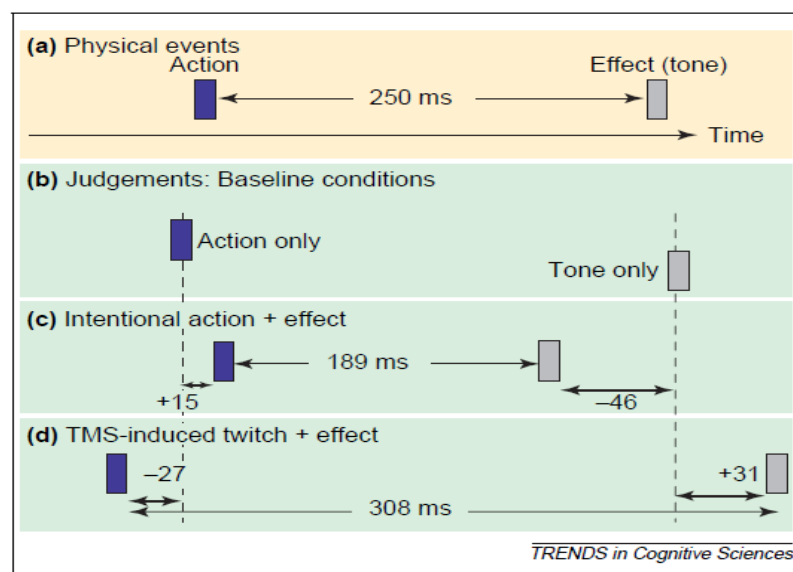 (a) Physical events
Action
Effect (tone)
250 ms
Time
(b) Judgements: Baseline conditions
Action only
Tone only
(c) Intentional action + effect
189 ms
+15
–46
(d) TMS-induced twitch + effect
–27
+31
308 ms
TRENDS in Cognitive Sciences